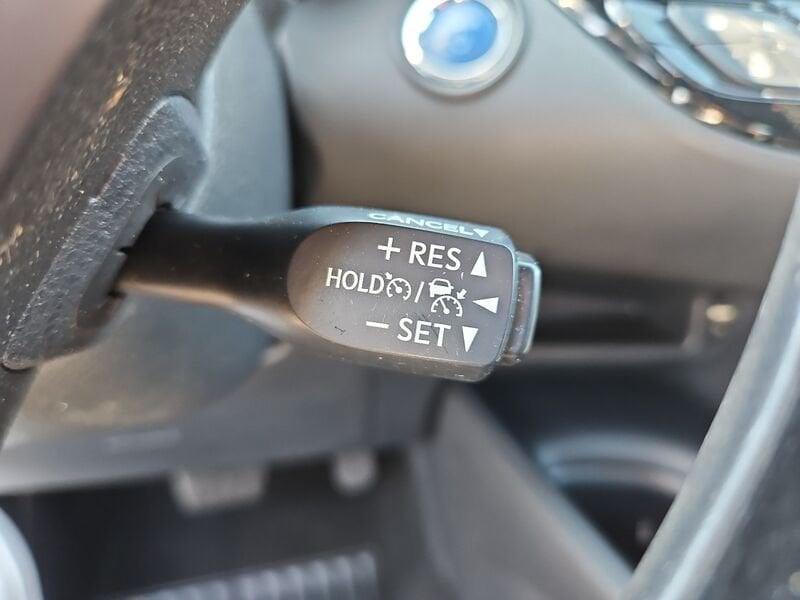 CANCEL▼
+ RES ▲
HOLD / ◀
− SET ▼